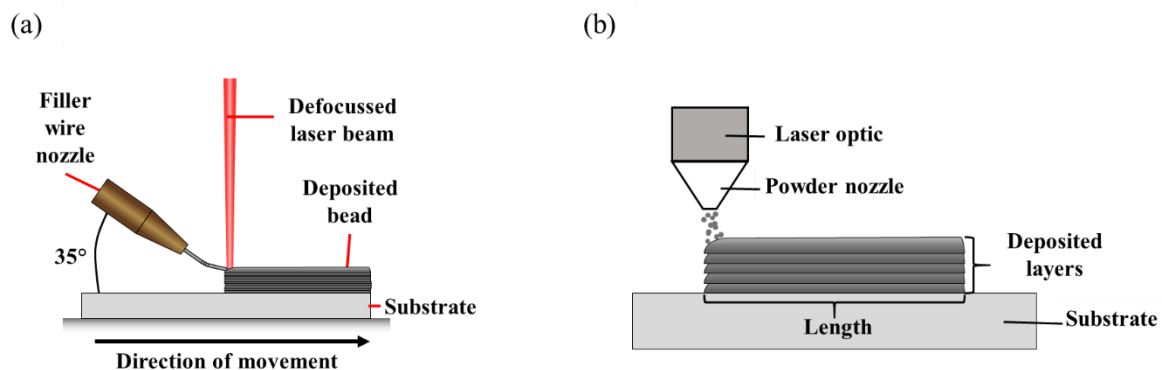 (a)
Filler
wire
nozzle
Defocussed
laser beam
Deposited
bead
35°
Substrate
Direction of movement
(b)
Laser optic
Powder nozzle
Deposited
layers
Length
Substrate